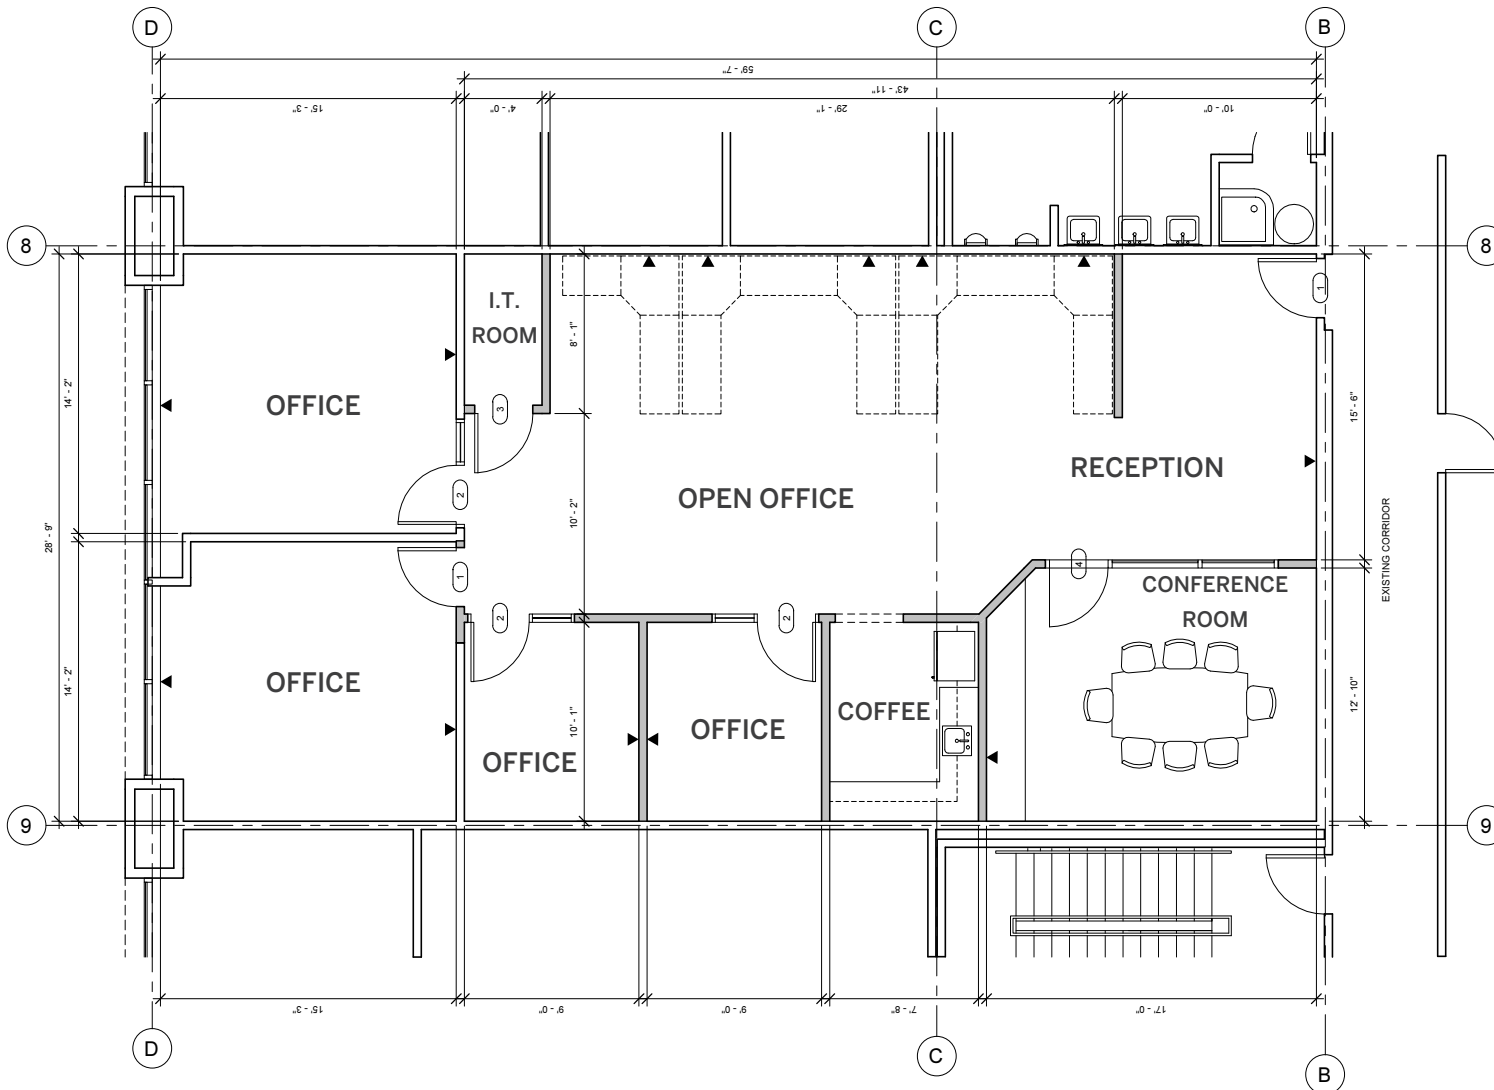 D
C
B
59' - 7"
43' - 11"
15' - 3"
4' - 0"
29' - 1"
10' - 0"
8
8
1
I.T.
ROOM
8' - 1"
14' - 2"
15' - 6"
OFFICE
3
RECEPTION
2
OPEN OFFICE
10' - 2"
28' - 9"
EXISTING CORRIDOR
4
1
CONFERENCE
ROOM
2
2
14' - 2"
OFFICE
12' - 10"
COFFEE
10' - 1"
OFFICE
OFFICE
9
9
15' - 3"
9' - 0"
9' - 0"
7' - 8"
17' - 0"
D
C
B